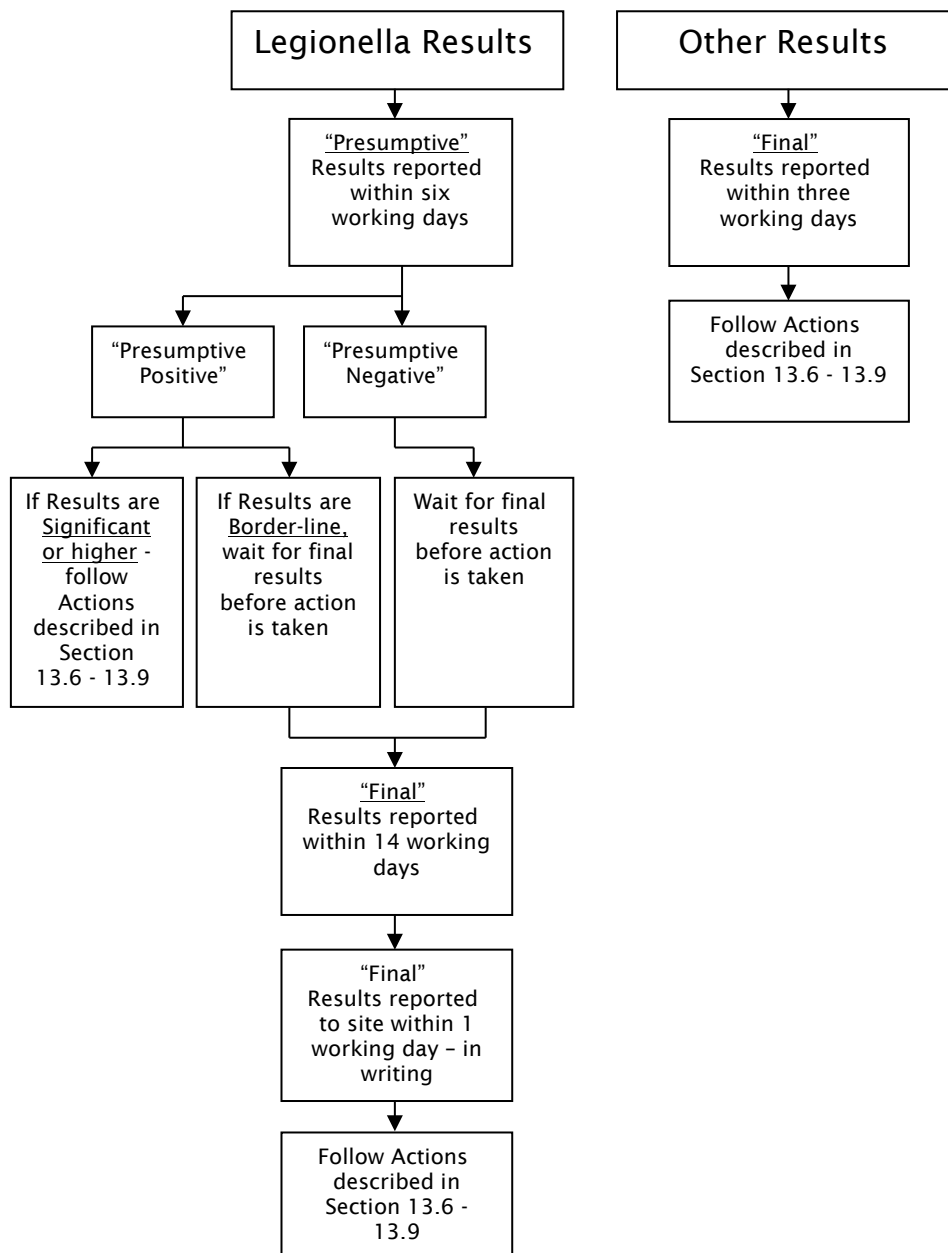 Legionella Results
Other Results
“Presumptive”
Results reported
within six
working days
“Final”
Results reported
within three
working days
Follow Actions
described in
Section 13.6 - 13.9
“Presumptive
Positive”
“Presumptive
Negative”
If Results are
Significant
or higher -
follow
Actions
described in
Section
13.6 - 13.9
If Results are
Border-line,
wait for final
results
before action
is taken
Wait for final
results
before action
is taken
“Final”
Results reported
within 14 working
days
“Final”
Results reported
to site within 1
working day – in
writing
Follow Actions
described in
Section 13.6 -
13.9